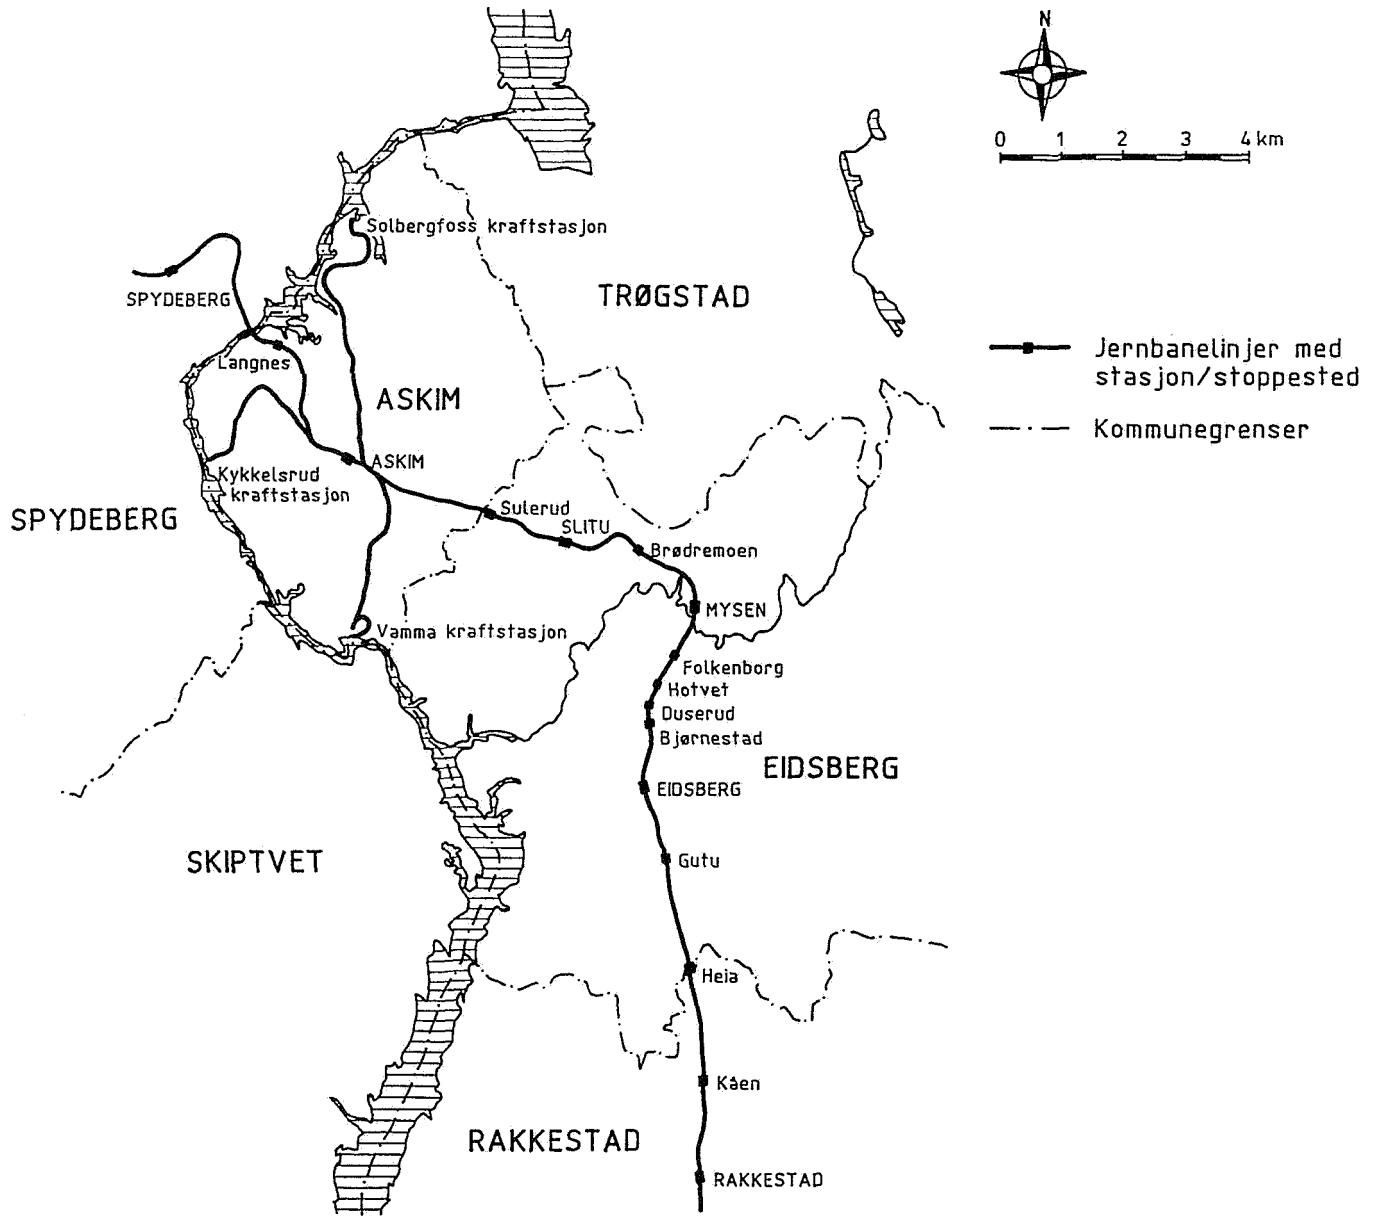 N
0 1 2 3 4 km
Solbergfoss kraftstasjon
SPYDEBERG
TRØGSTAD
Langnes
Jernbanelinjer med
stasjon/stoppested
ASKIM
Kommunegrenser
ASKIM
Kykkelsrud
kraftstasjon
SPYDEBERG
Sulerud
SLITU
Brødremoen
MYSEN
Vamma kraftstasjon
Folkenborg
Hotvet
Duserud
Bjørnestad
EIDSBERG
EIDSBERG
SKIPTVET
Gutu
Heia
Kåen
RAKKESTAD
RAKKESTAD